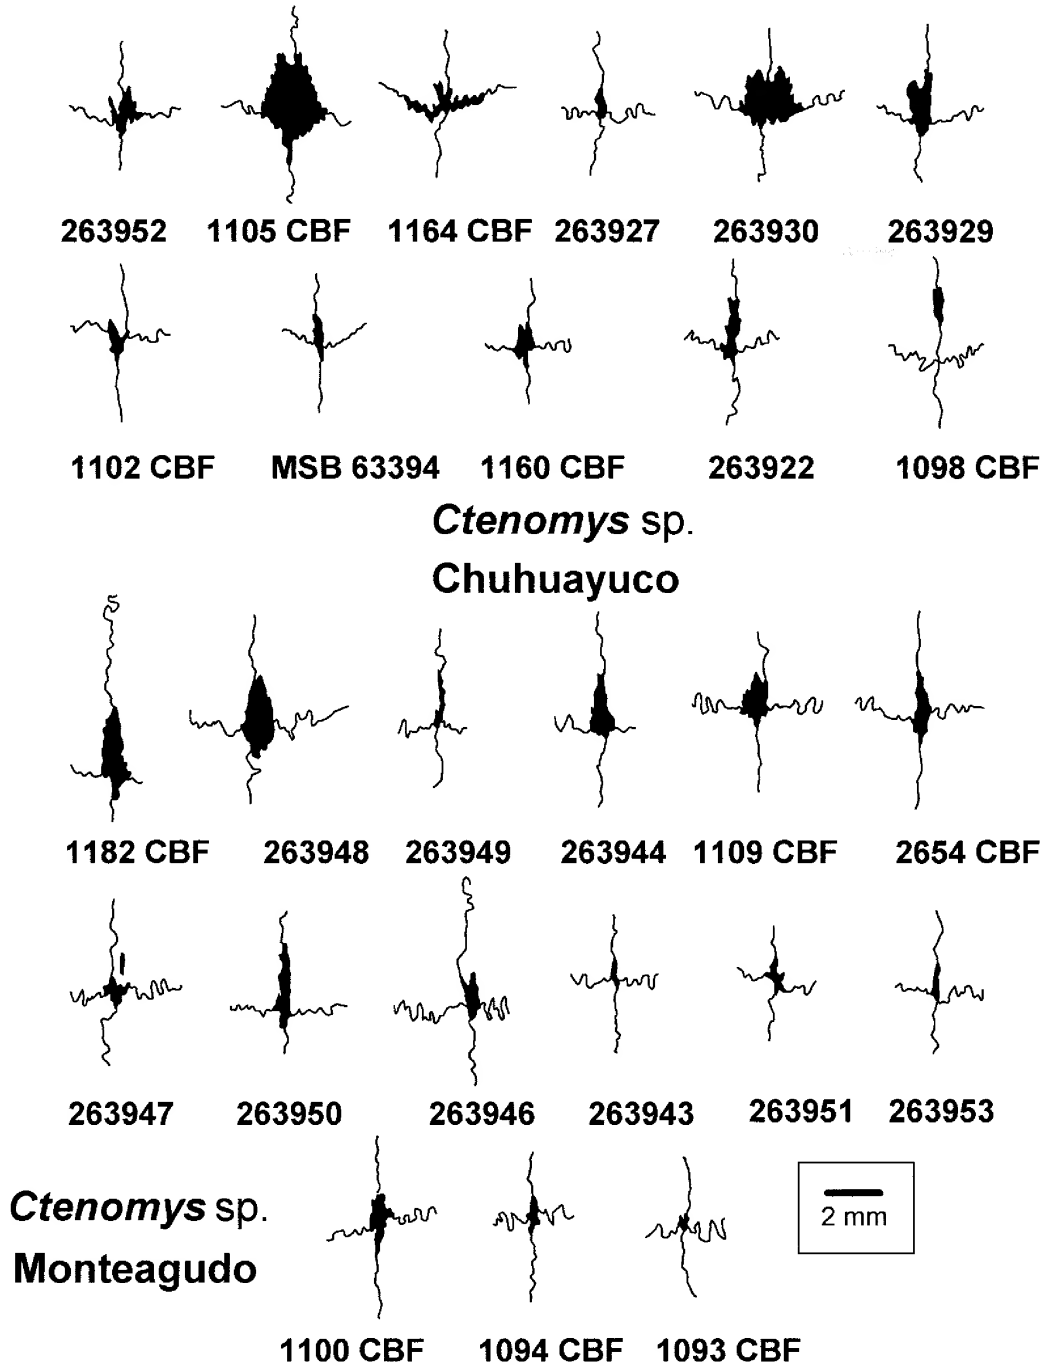 263952 1105 CBF 1164 CBF 263927 263930 263929
1102 CBF MSB 63394 1160 CBF 263922 1098 CBF
Ctenomys sp.
Chuhuayuco
1182 CBF 263948 263949 263944 1109 CBF 2654 CBF
263947 263950 263946 263943 263951 263953
Ctenomys sp.
Monteagudo
2 mm
1100 CBF 1094 CBF 1093 CBF